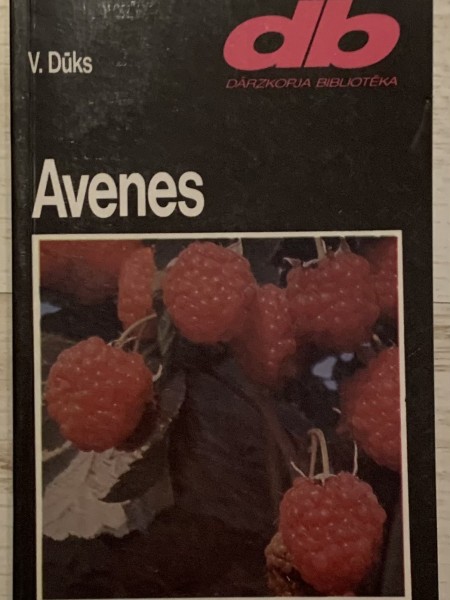 db
V. Dūks
DĀRZKOPJA BIBLIOTĒKA
Avenes